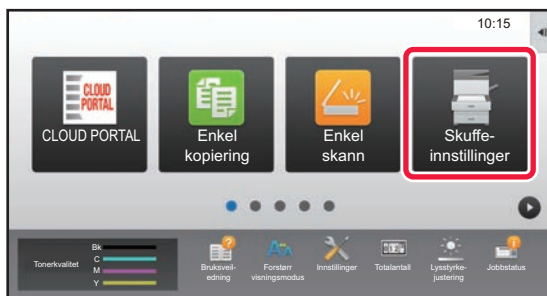 10:15
CLOUD
PORTAL
CLOUD PORTAL
Enkel
kopiering
Enkel
skann
Skuffe-
innstillinger
Tonerkvalitet
Bk
C
M
Y
Bruksveil-
edning
Forstørr
visningsmodus
Innstillinger
Totalantall
Lysstyrke-
justering
Jobbstatus